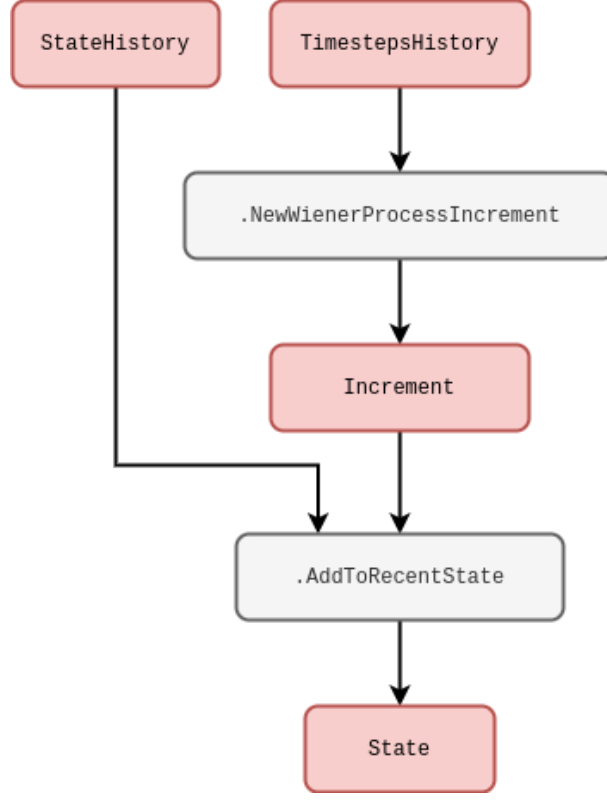 StateHistory
TimestepsHistory
.NewWienerProcessIncrement
Increment
.AddToRecentState
State